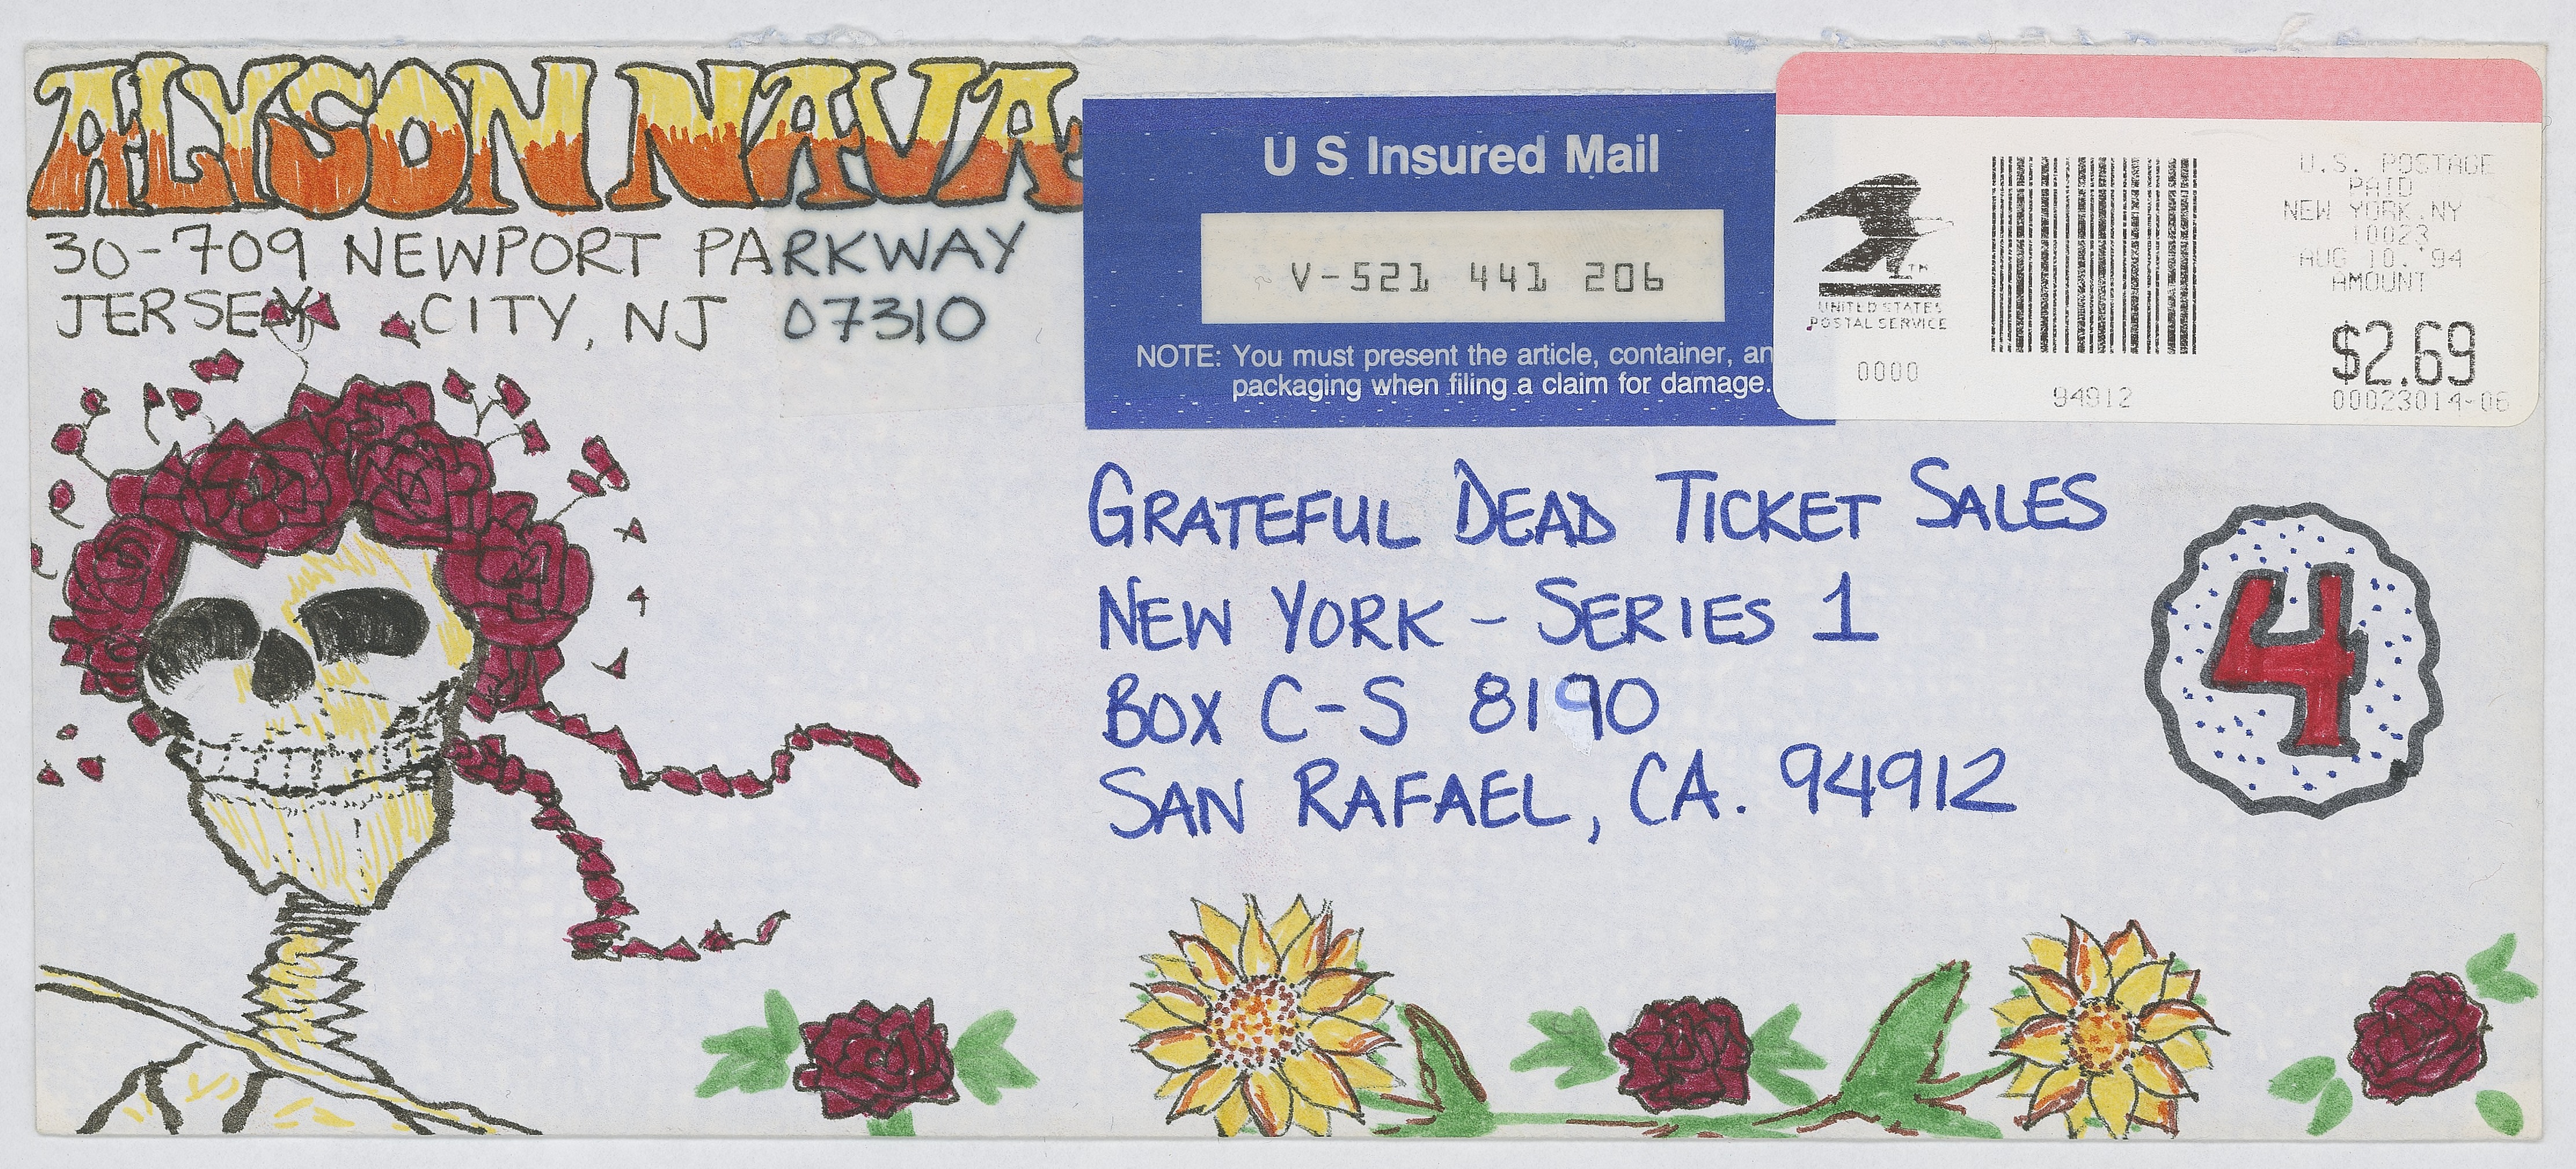 ALYSON NAVA
30-709 NEWPORT PARKWAY
JERSEY CITY, NJ 07310
U S Insured Mail
V-521 441 206
NOTE: You must present the article, container, an
packaging when filing a claim for damage.
UNITED STATES
POSTAL SERVICE
TM
0000
94912
U.S. POSTAGE
PAID
NEW YORK.NY
10023
AUG 10.'94
AMOUNT
$2.69
00023014-06
GRATEFUL DEAD TICKET SALES
NEW YORK - SERIES 1
BOX C-S 8190
SAN RAFAEL, CA. 94912
4